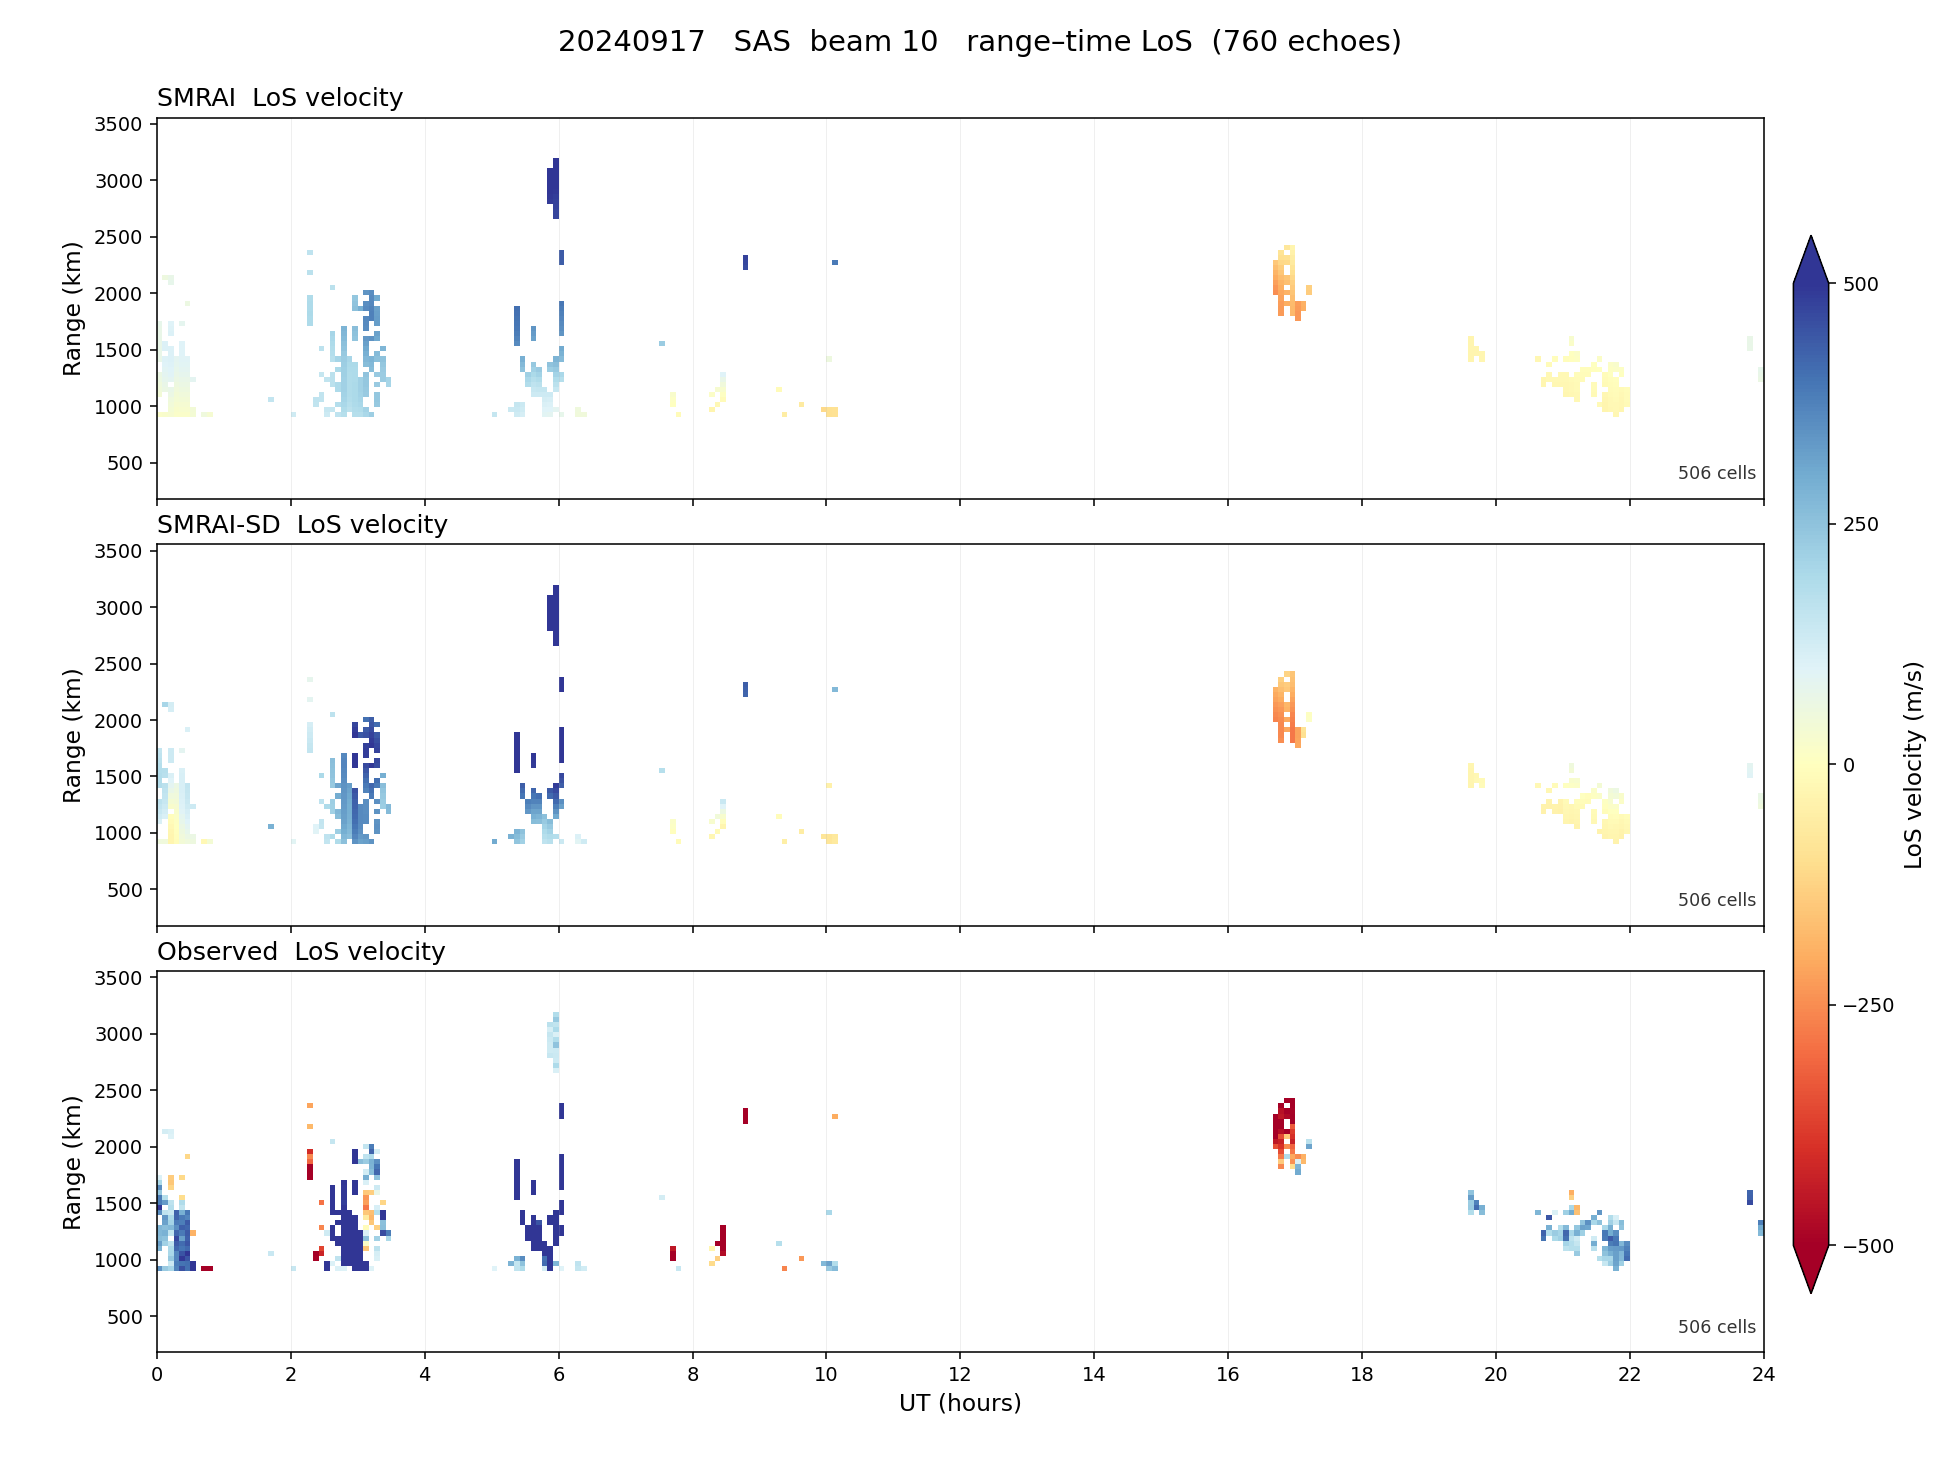 20240917   SAS  beam 10   range–time LoS  (760 echoes)
SMRAI  LoS velocity
3500
3000
2500
2000
1500
1000
500
Range (km)
506 cells
SMRAI-SD  LoS velocity
3500
3000
2500
2000
1500
1000
500
Range (km)
506 cells
Observed  LoS velocity
3500
3000
2500
2000
1500
1000
500
Range (km)
506 cells
0 2 4 6 8 10 12 14 16 18 20 22 24
UT (hours)
500
250
0
−250
−500
LoS velocity (m/s)